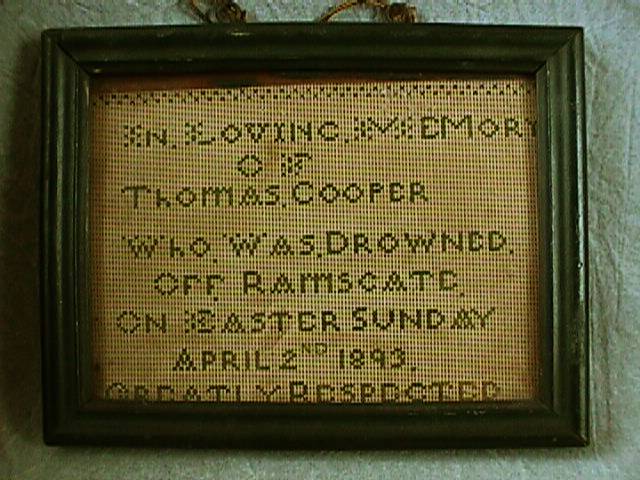 In. Loving. Memory
OF
Thomas. Cooper
Who. Was. Drowned.
Off. Ramsgate.
On Easter Sunday
April 2ND 1893.
Greatly Respected